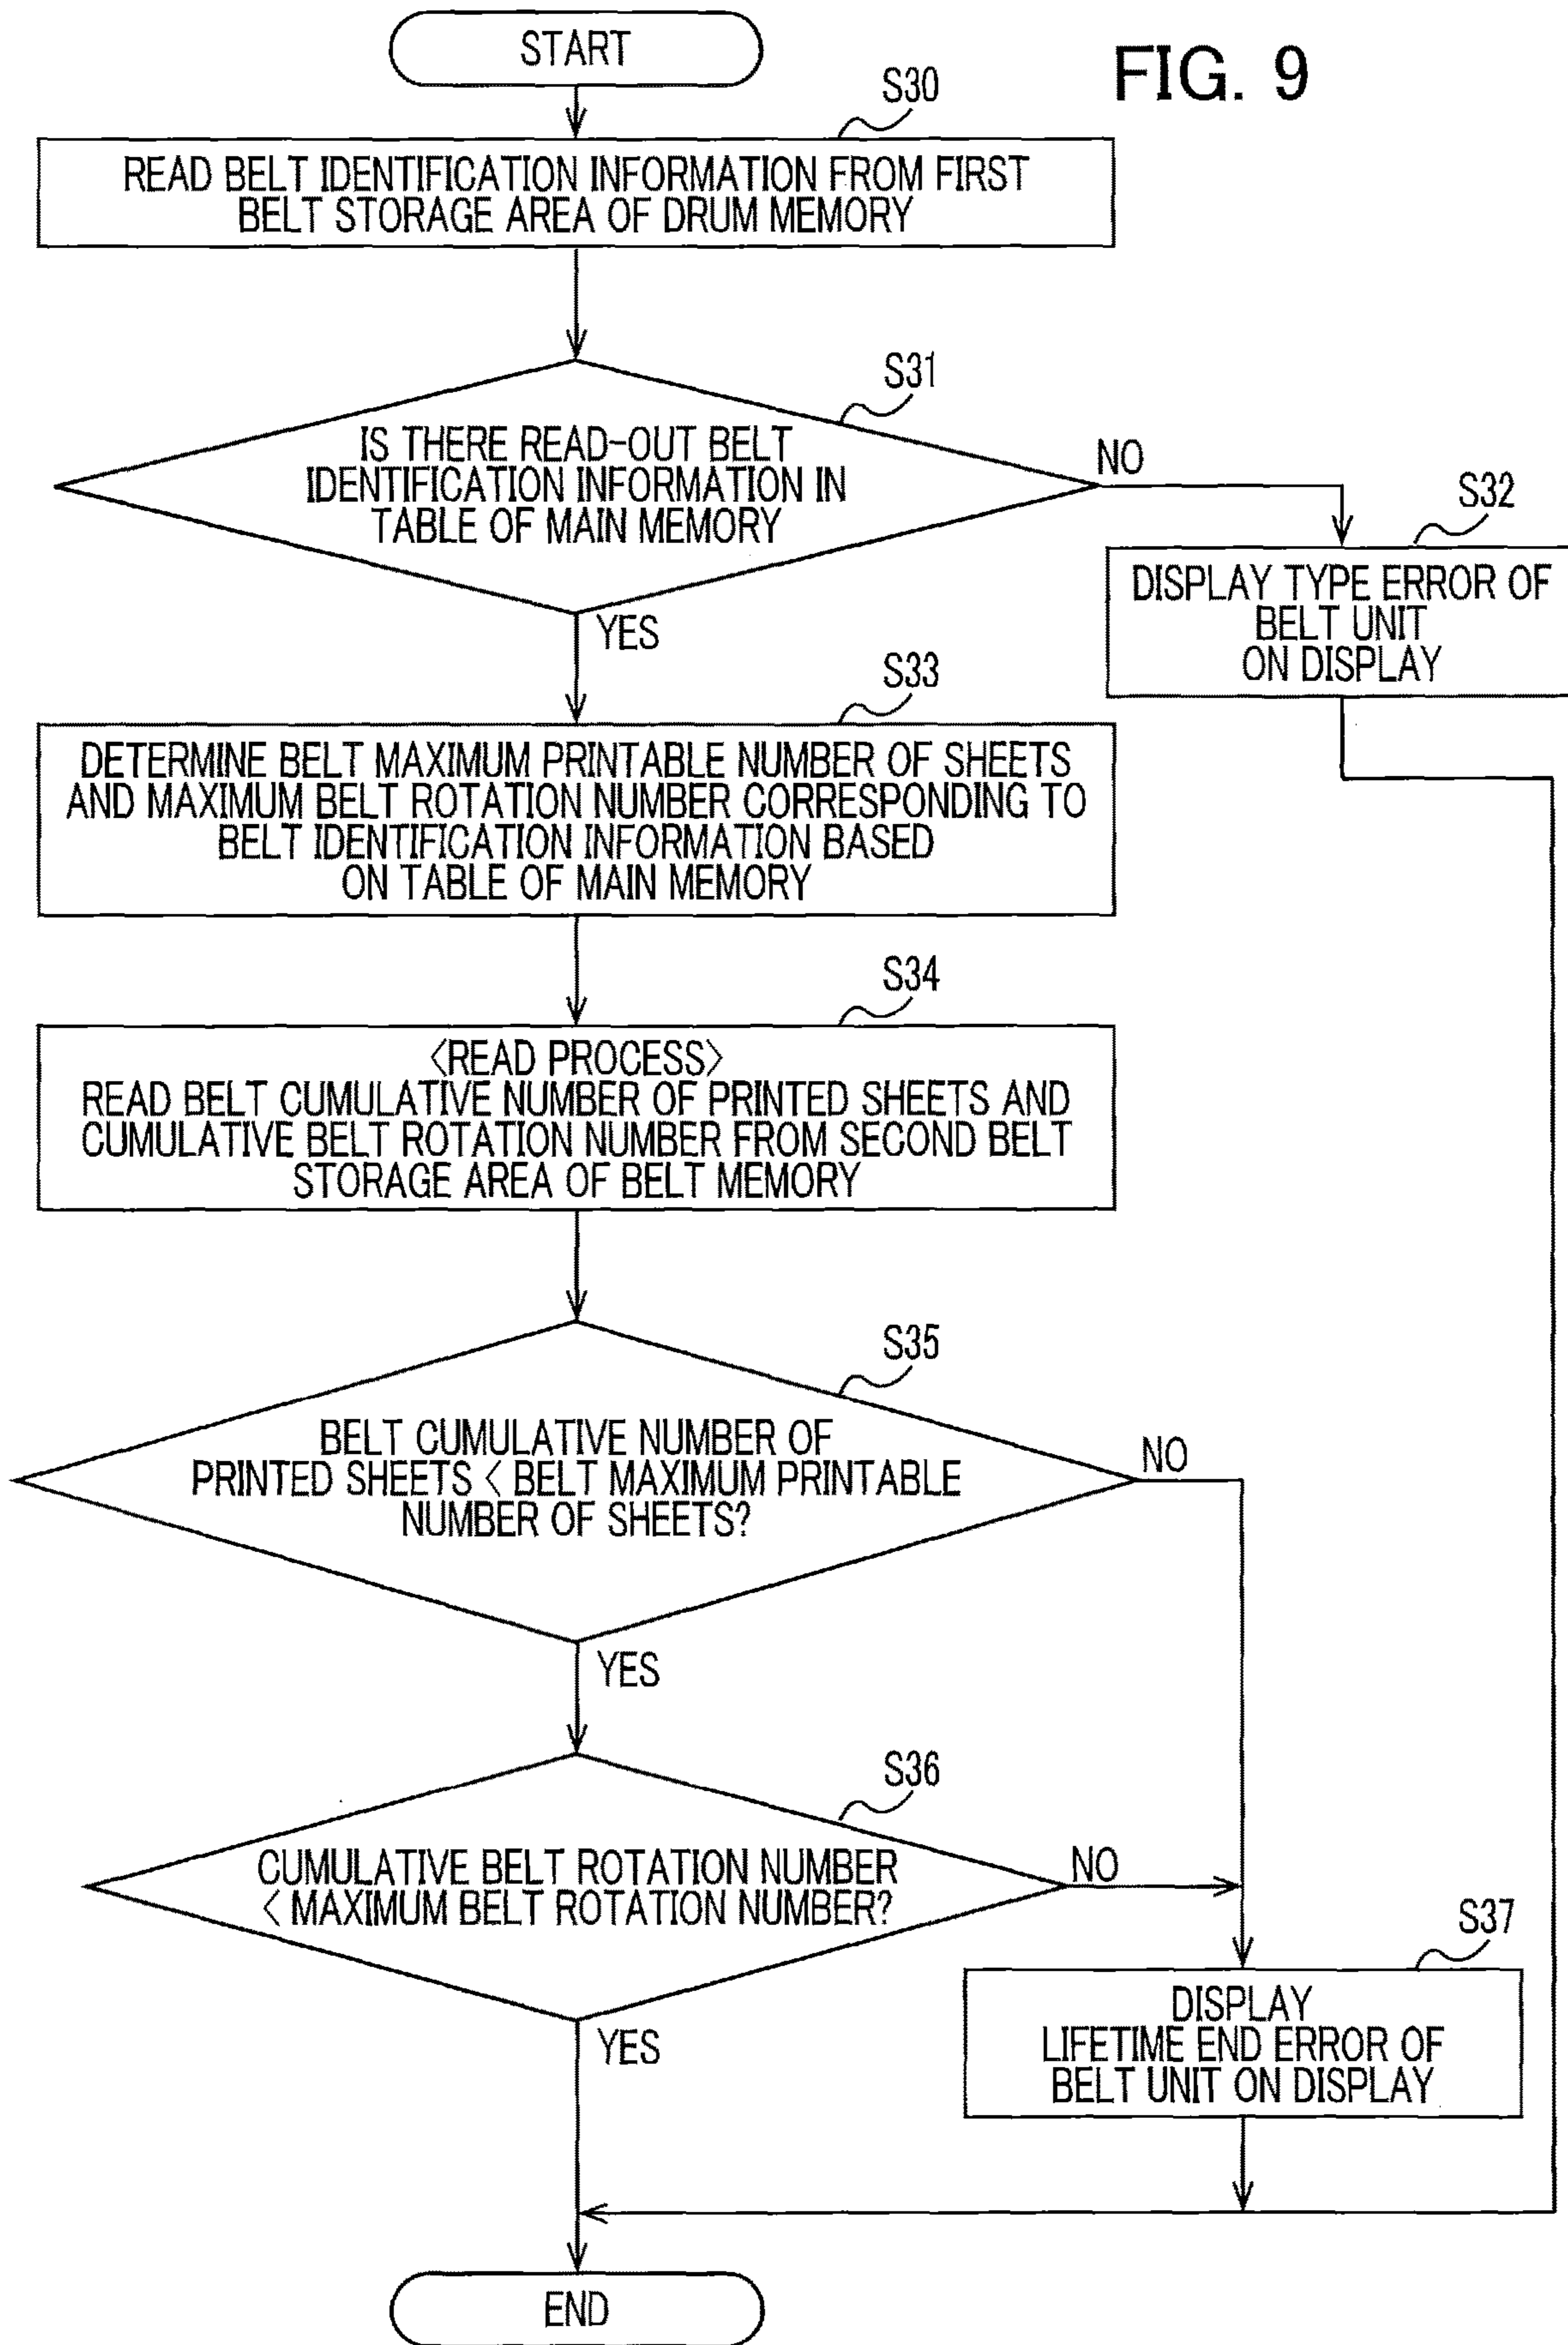 START
FIG. 9
S30
READ BELT IDENTIFICATION INFORMATION FROM FIRST
BELT STORAGE AREA OF DRUM MEMORY
S31
IS THERE READ-OUT BELT
IDENTIFICATION INFORMATION IN
TABLE OF MAIN MEMORY
NO
S32
DISPLAY TYPE ERROR OF
BELT UNIT
ON DISPLAY
YES
S33
DETERMINE BELT MAXIMUM PRINTABLE NUMBER OF SHEETS
AND MAXIMUM BELT ROTATION NUMBER CORRESPONDING TO
BELT IDENTIFICATION INFORMATION BASED
ON TABLE OF MAIN MEMORY
S34
<READ PROCESS>
READ BELT CUMULATIVE NUMBER OF PRINTED SHEETS AND
CUMULATIVE BELT ROTATION NUMBER FROM SECOND BELT
STORAGE AREA OF BELT MEMORY
S35
BELT CUMULATIVE NUMBER OF
PRINTED SHEETS < BELT MAXIMUM PRINTABLE
NUMBER OF SHEETS?
NO
YES
S36
CUMULATIVE BELT ROTATION NUMBER
< MAXIMUM BELT ROTATION NUMBER?
NO
S37
DISPLAY
LIFETIME END ERROR OF
BELT UNIT ON DISPLAY
YES
END